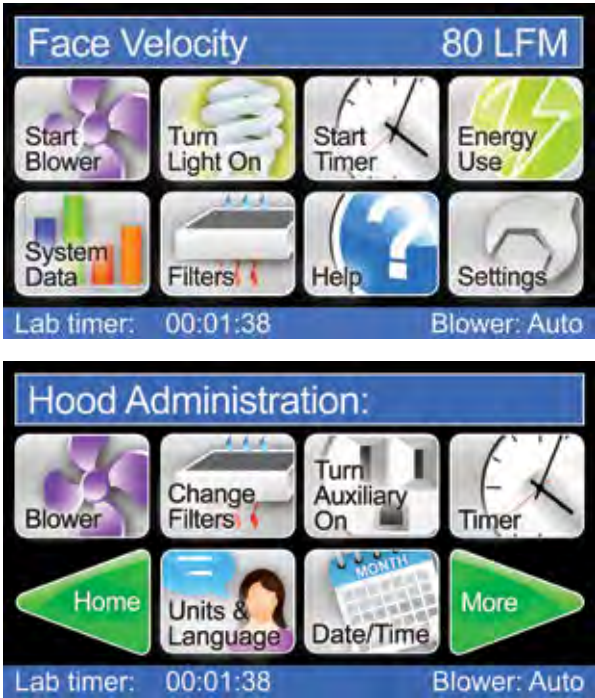 Face Velocity 80 LFM
Start
Blower
Turn
Light On
Start
Timer
Energy
Use
System
Data
Filters
Help
Settings
Lab timer: 00:01:38 Blower: Auto
Hood Administration:
Blower
Change
Filters
Turn
Auxiliary
On
Timer
Home
Units &
Language
MONTH
Date/Time
More
Lab timer: 00:01:38 Blower: Auto